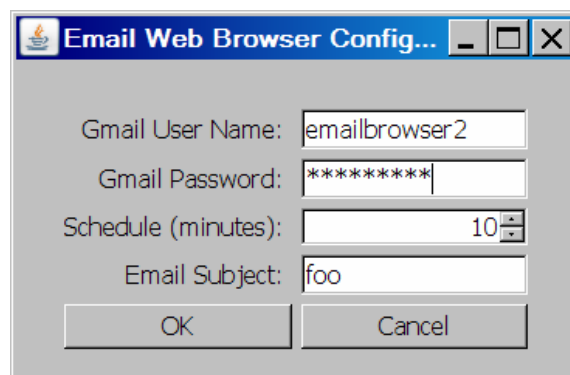 Email Web Browser Config...
Gmail User Name: emailbrowser2
Gmail Password: *********
Schedule (minutes): 10
Email Subject: foo
OK Cancel